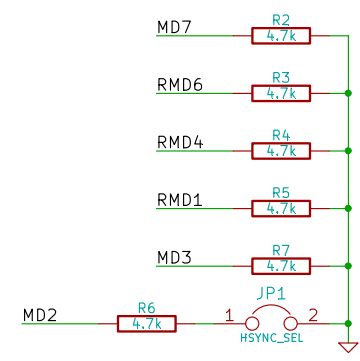 MD7 R2 4.7k
RMD6 R3 4.7k
RMD4 R4 4.7k
RMD1 R5 4.7k
MD3 R7 4.7k
MD2 R6 4.7k 1 JP1 2 HSYNC_SEL